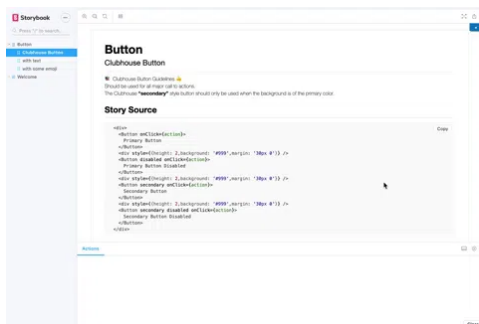 Storybook
Press "/" to search...
Button
Clubhouse Button
with text
with some emoji
Welcome
Button
Clubhouse Button
Clubhouse Button Guidelines 👍
Should be used for all major call to actions.
The Clubhouse "secondary" style button should only be used when the background is of the primary color.
Story Source
Copy
<div>
<Button onClick={action}>
Primary Button
</Button>
<div style={{height: 2,background: '#999',margin: '30px 0'}} />
<Button disabled onClick={action}>
Primary Button Disabled
</Button>
<div style={{height: 2,background: '#999',margin: '30px 0'}} />
<Button secondary onClick={action}>
Secondary Button
</Button>
<div style={{height: 2,background: '#999',margin: '30px 0'}} />
<Button secondary disabled onClick={action}>
Secondary Button Disabled
</Button>
</div>
Actions